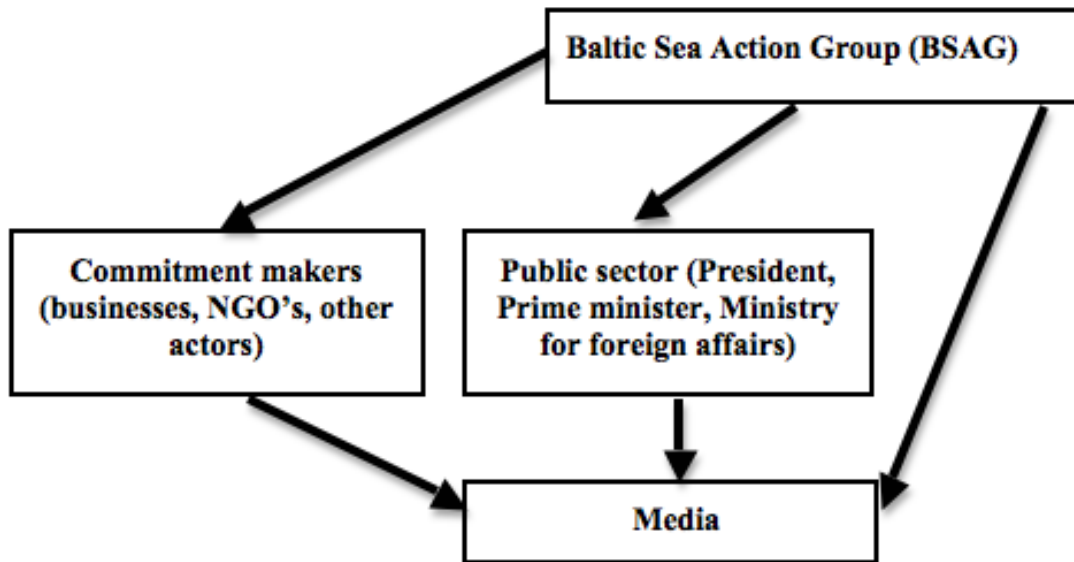 Baltic Sea Action Group (BSAG)
Commitment makers
(businesses, NGO's, other
actors)
Public sector (President,
Prime minister, Ministry
for foreign affairs)
Media